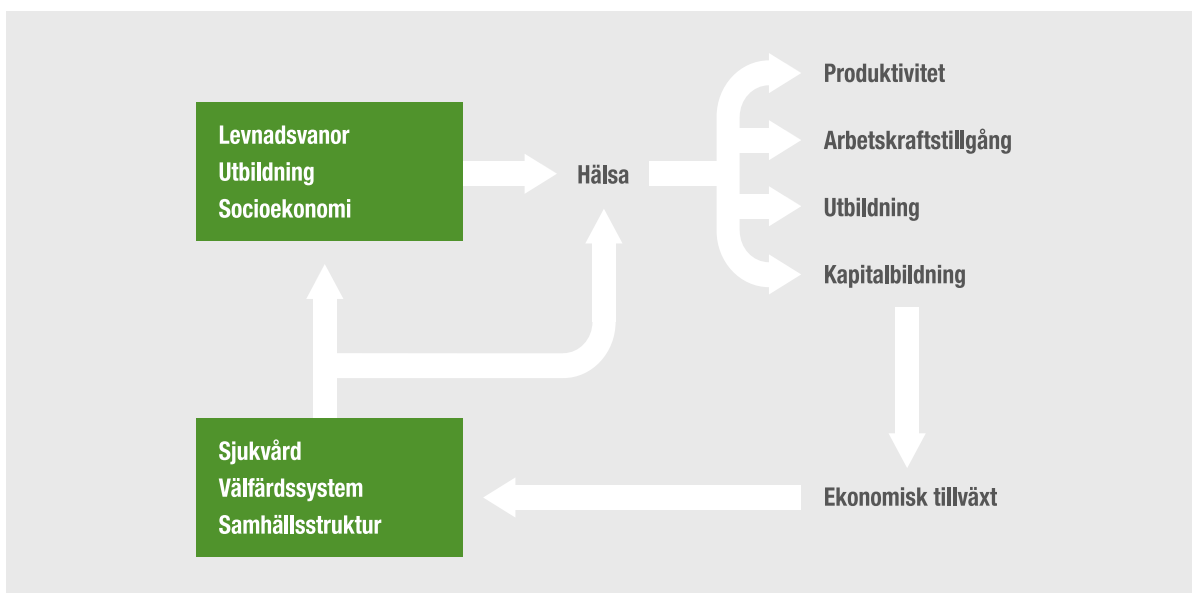 Levnadsvanor
Utbildning
Socioekonomi
Hälsa
Produktivitet
Arbetskraftstillgång
Utbildning
Kapitalbildning
Sjukvård
Välfärdssystem
Samhällsstruktur
Ekonomisk tillväxt